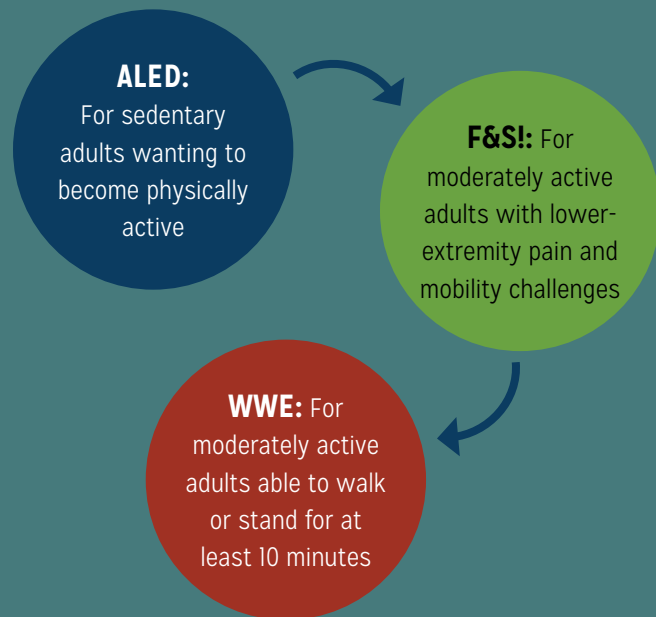 ALED:
For sedentary
adults wanting to
become physically
active
F&S!: For
moderately active
adults with lower-
extremity pain and
mobility challenges
WWE: For
moderately active
adults able to walk
or stand for at
least 10 minutes